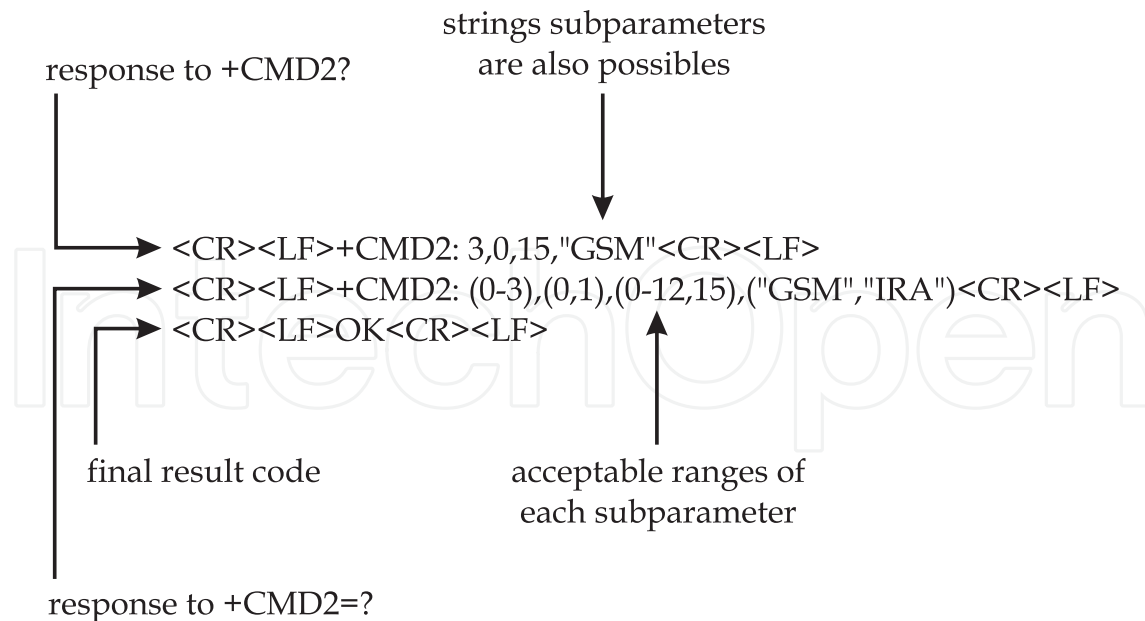 strings subparameters
are also possibles
response to +CMD2?
<CR><LF>+CMD2: 3,0,15,"GSM"<CR><LF>
<CR><LF>+CMD2: (0-3),(0,1),(0-12,15),("GSM","IRA")<CR><LF>
<CR><LF>OK<CR><LF>
IntechOpen
final result code
acceptable ranges of
each subparameter
response to +CMD2=?